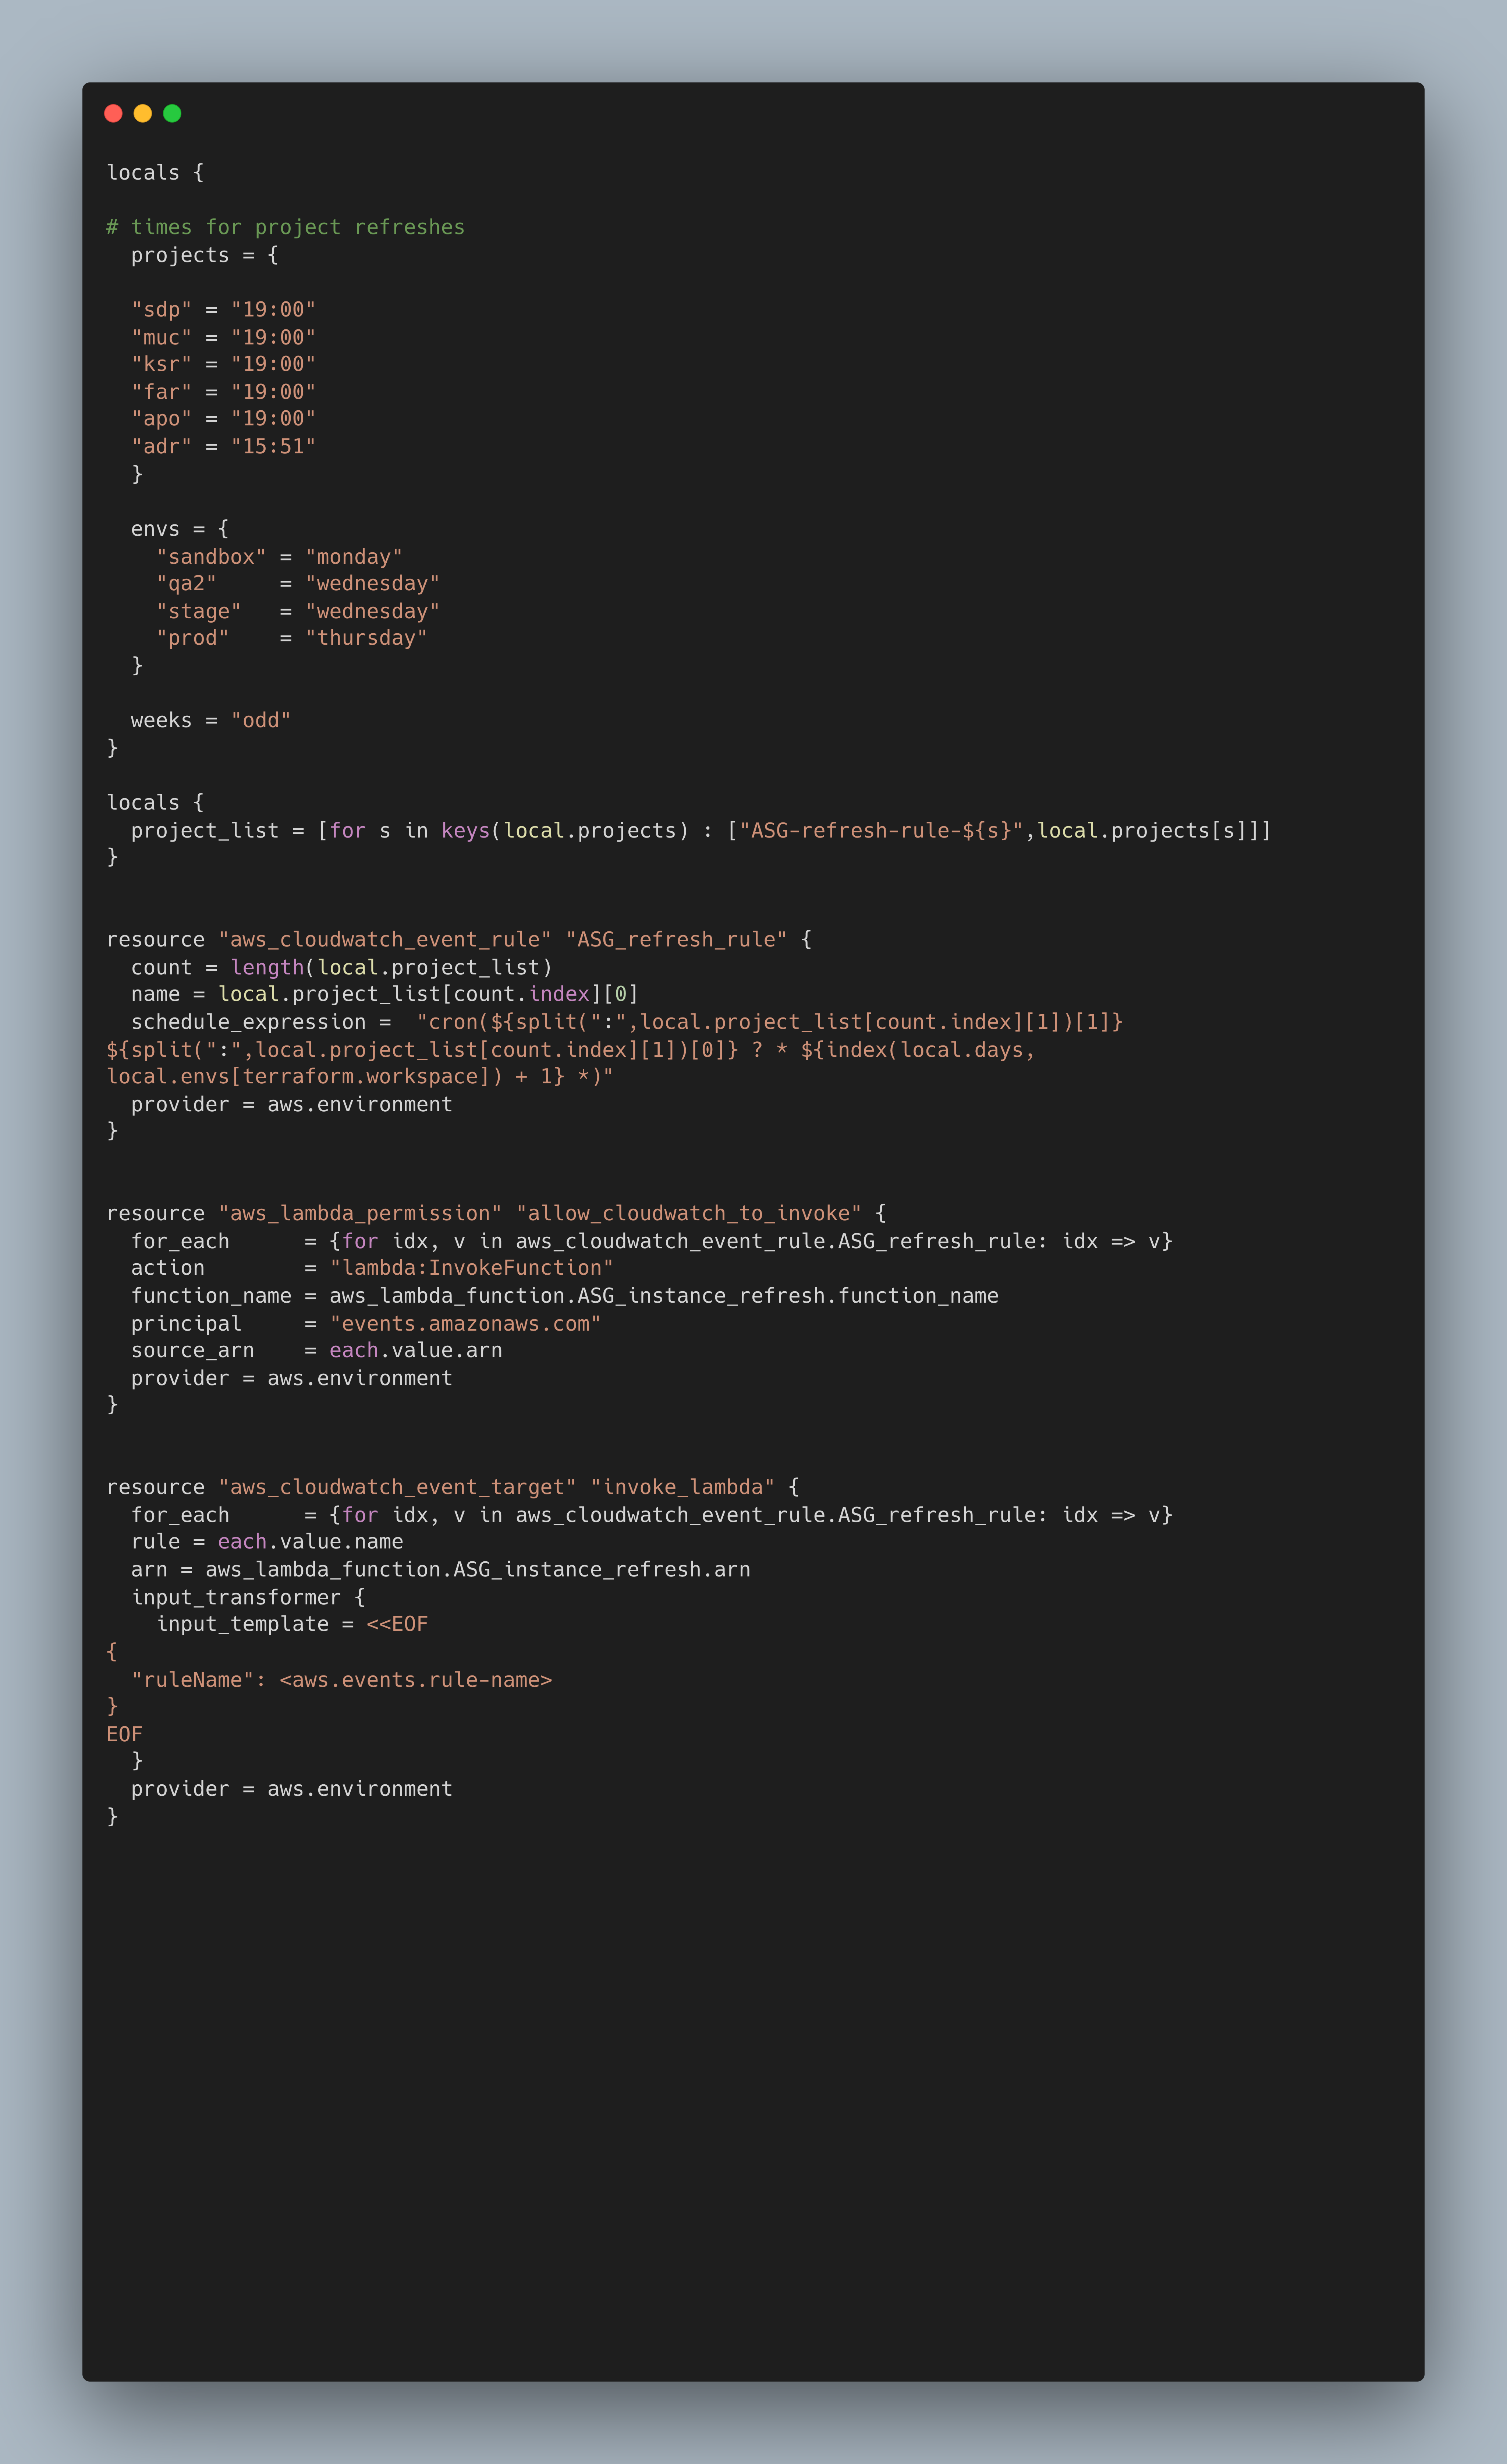 locals {

# times for project refreshes
  projects = {

  "sdp" = "19:00"
  "muc" = "19:00"
  "ksr" = "19:00"
  "far" = "19:00"
  "apo" = "19:00"
  "adr" = "15:51"
  }

  envs = {
    "sandbox" = "monday"
    "qa2"     = "wednesday"
    "stage"   = "wednesday"
    "prod"    = "thursday"
  }

  weeks = "odd"
}

locals {
  project_list = [for s in keys(local.projects) : ["ASG-refresh-rule-${s}",local.projects[s]]]
}


resource "aws_cloudwatch_event_rule" "ASG_refresh_rule" {
  count = length(local.project_list)
  name = local.project_list[count.index][0]
  schedule_expression =  "cron(${split(":",local.project_list[count.index][1])[1]}
${split(":",local.project_list[count.index][1])[0]} ? * ${index(local.days,
local.envs[terraform.workspace]) + 1} *)"
  provider = aws.environment
}


resource "aws_lambda_permission" "allow_cloudwatch_to_invoke" {
  for_each      = {for idx, v in aws_cloudwatch_event_rule.ASG_refresh_rule: idx => v}
  action        = "lambda:InvokeFunction"
  function_name = aws_lambda_function.ASG_instance_refresh.function_name
  principal     = "events.amazonaws.com"
  source_arn    = each.value.arn
  provider = aws.environment
}


resource "aws_cloudwatch_event_target" "invoke_lambda" {
  for_each      = {for idx, v in aws_cloudwatch_event_rule.ASG_refresh_rule: idx => v}
  rule = each.value.name
  arn = aws_lambda_function.ASG_instance_refresh.arn
  input_transformer {
    input_template = <<EOF
{
  "ruleName": <aws.events.rule-name>
}
EOF
  }
  provider = aws.environment
}